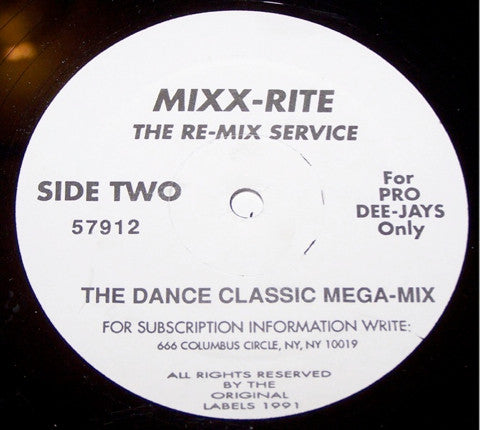 MIXX-RITE
THE RE-MIX SERVICE
SIDE TWO
57912
For
PRO
DEE-JAYS
Only
THE DANCE CLASSIC MEGA-MIX
FOR SUBSCRIPTION INFORMATION WRITE:
666 COLUMBUS CIRCLE, NY, NY 10019
ALL RIGHTS RESERVED
BY THE
ORIGINAL
LABELS 1991